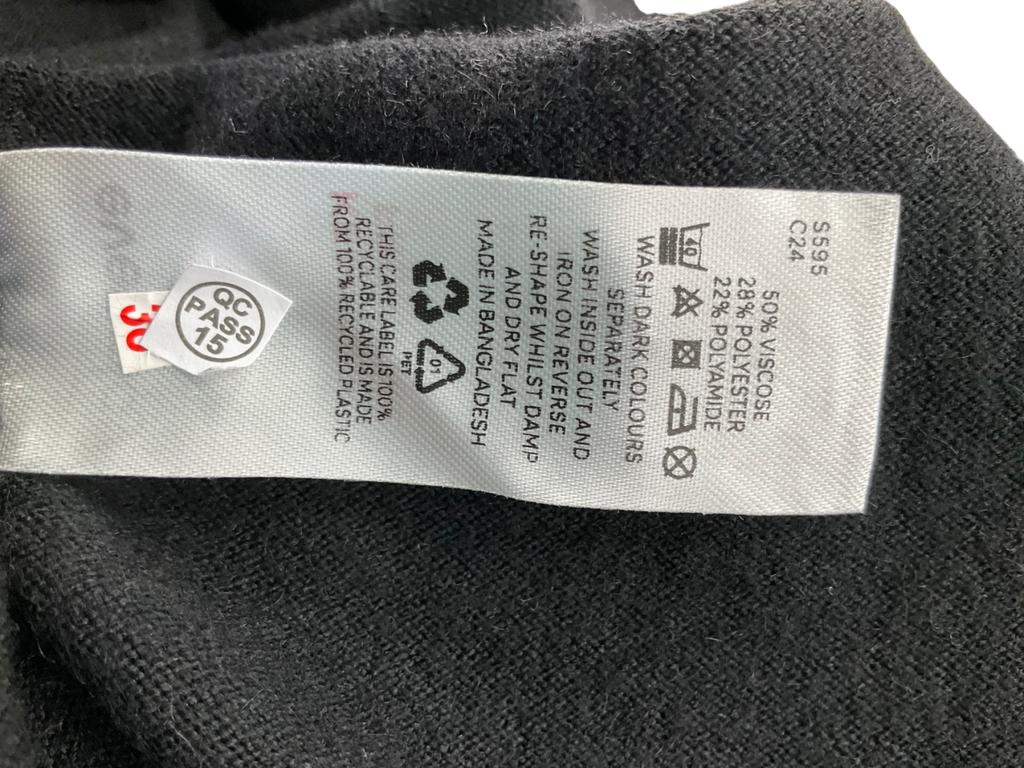 S595
C24
50% VISCOSE
28% POLYESTER
22% POLYAMIDE
40
WASH DARK COLOURS
SEPARATELY
WASH INSIDE OUT AND
IRON ON REVERSE
RE-SHAPE WHILST DAMP
AND DRY FLAT
MADE IN BANGLADESH
01
PET
THIS CARE LABEL IS 100%
RECYCLABLE AND IS MADE
FROM 100% RECYCLED PLASTIC
QC
PASS
15